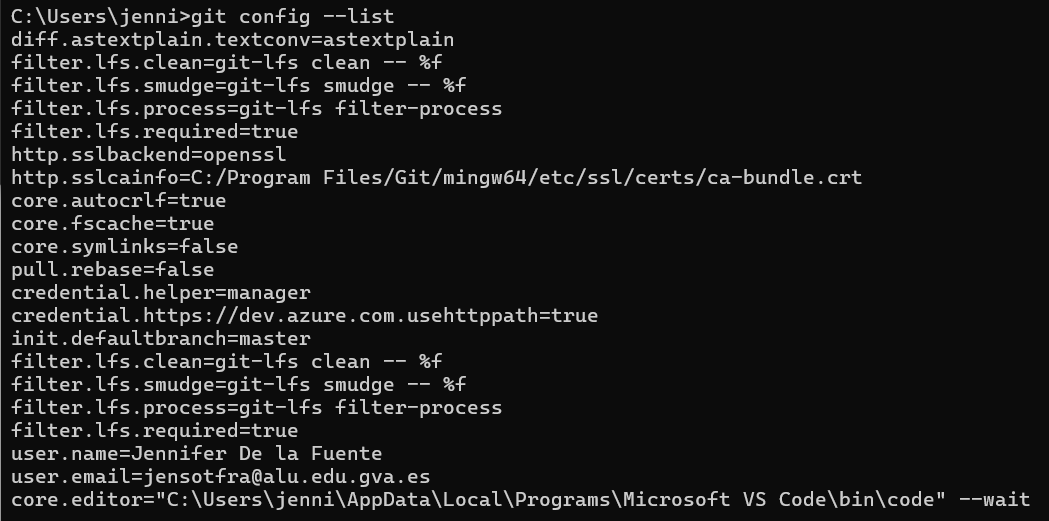 C:\Users\jenni>git config --list
diff.astextplain.textconv=astextplain
filter.lfs.clean=git-lfs clean -- %f
filter.lfs.smudge=git-lfs smudge -- %f
filter.lfs.process=git-lfs filter-process
filter.lfs.required=true
http.sslbackend=openssl
http.sslcainfo=C:/Program Files/Git/mingw64/etc/ssl/certs/ca-bundle.crt
core.autocrlf=true
core.fscache=true
core.symlinks=false
pull.rebase=false
credential.helper=manager
credential.https://dev.azure.com.usehttppath=true
init.defaultbranch=master
filter.lfs.clean=git-lfs clean -- %f
filter.lfs.smudge=git-lfs smudge -- %f
filter.lfs.process=git-lfs filter-process
filter.lfs.required=true
user.name=Jennifer De la Fuente
user.email=jensotfra@alu.edu.gva.es
core.editor="C:\Users\jenni\AppData\Local\Programs\Microsoft VS Code\bin\code" --wait